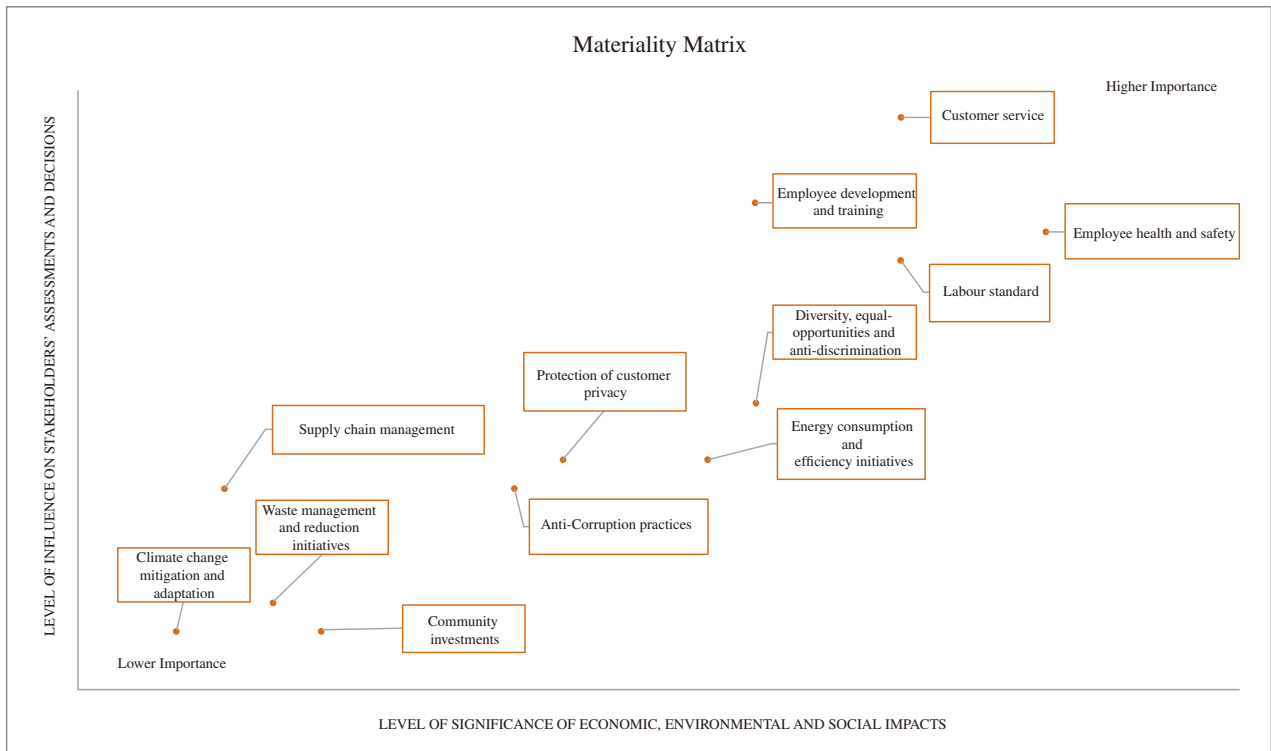 Materiality Matrix
Higher Importance
LEVEL OF INFLUENCE ON STAKEHOLDERS’ ASSESSMENTS AND DECISIONS
Customer service
Employee development
and training
Employee health and safety
Labour standard
Diversity, equal-
opportunities and
anti-discrimination
Protection of customer
privacy
Supply chain management
Energy consumption
and
efficiency initiatives
Waste management
and reduction
initiatives
Anti-Corruption practices
Climate change
mitigation and
adaptation
Community
investments
Lower Importance
LEVEL OF SIGNIFICANCE OF ECONOMIC, ENVIRONMENTAL AND SOCIAL IMPACTS